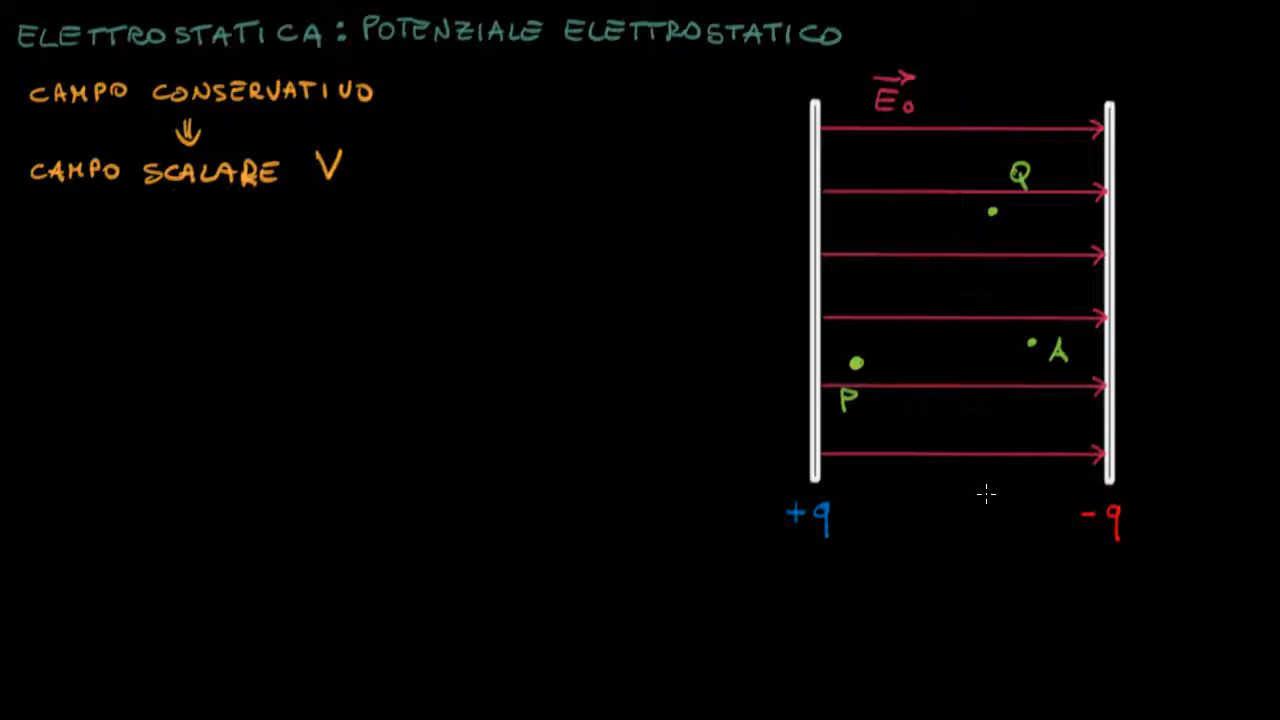 ELETTROSTATICA: POTENZIALE ELETTROSTATICO
CAMPO CONSERVATIVO
⇓
CAMPO SCALARE V
E₀
Q
A
P
+q
-q